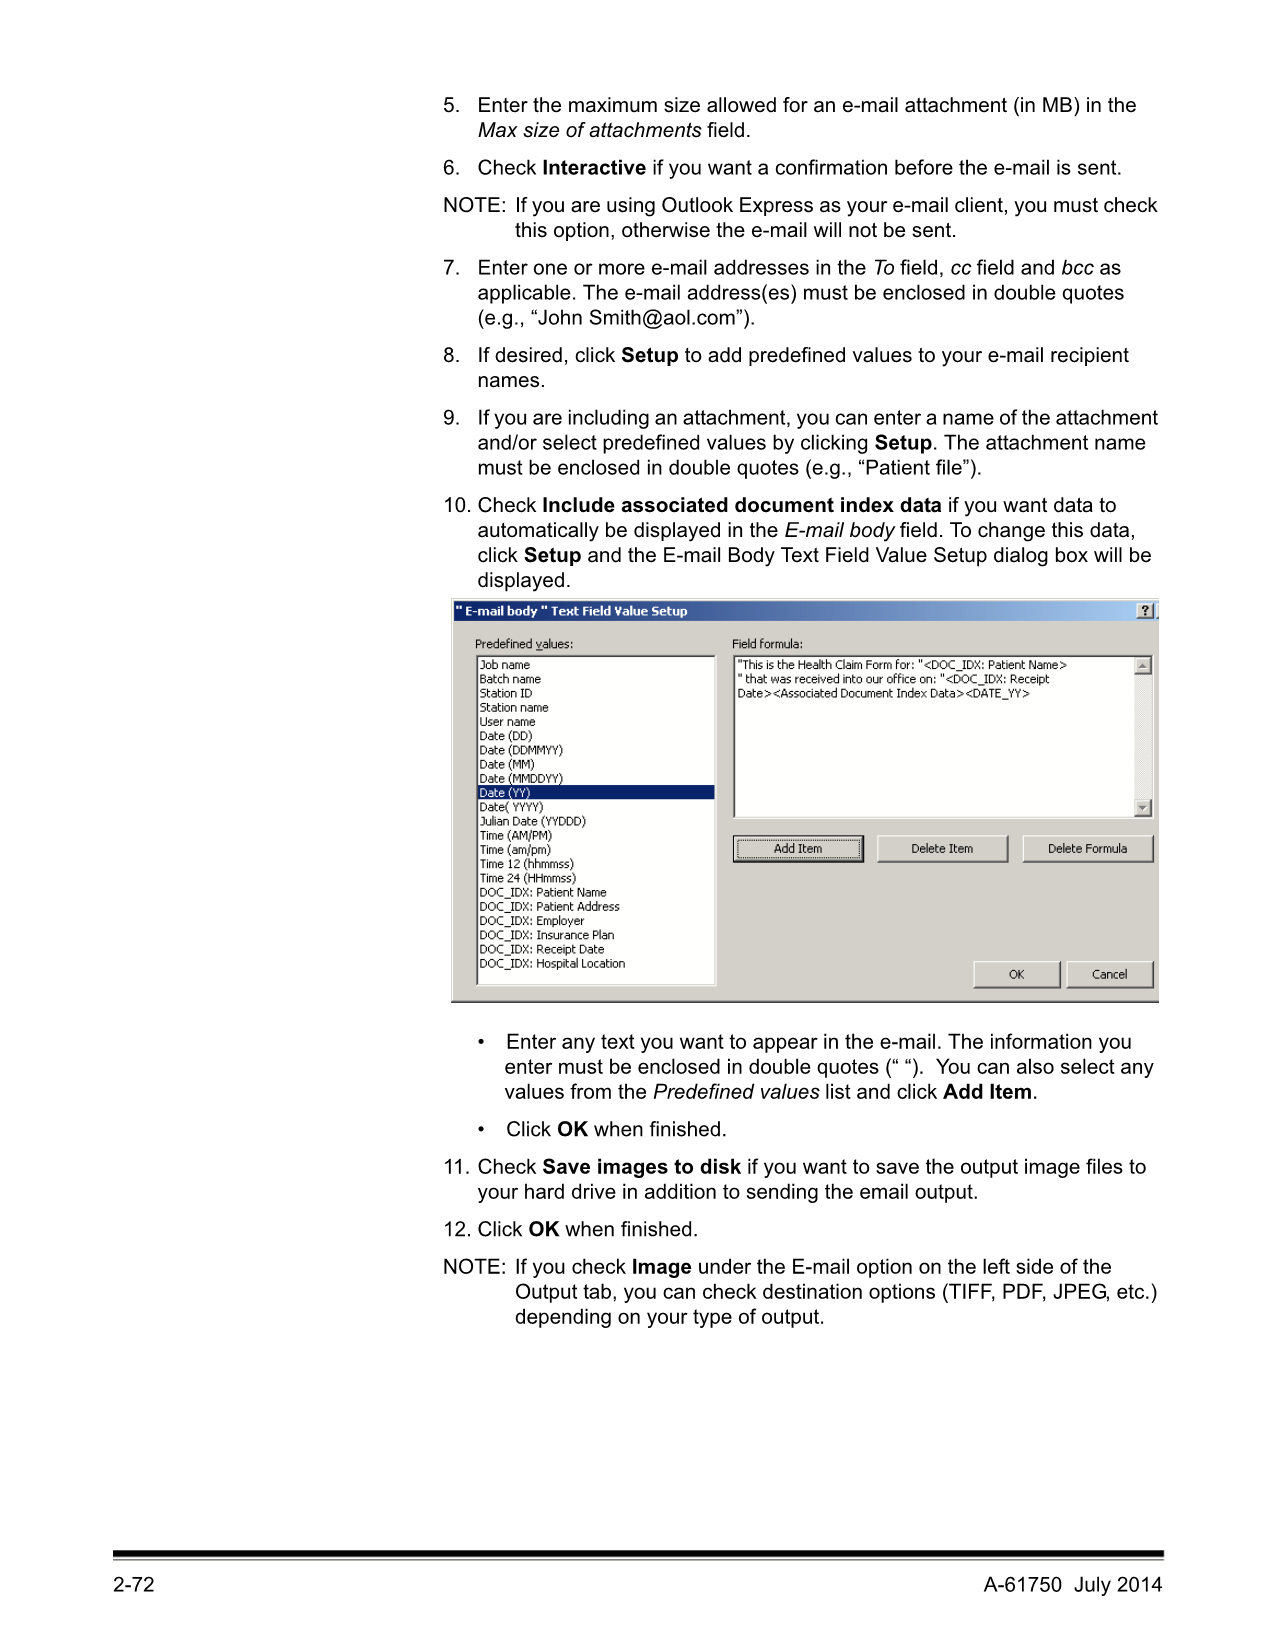 5. Enter the maximum size allowed for an e-mail attachment (in MB) in the
Max size of attachments field.
6. Check Interactive if you want a confirmation before the e-mail is sent.
NOTE: If you are using Outlook Express as your e-mail client, you must check
this option, otherwise the e-mail will not be sent.
7. Enter one or more e-mail addresses in the To field, cc field and bcc as
applicable. The e-mail address(es) must be enclosed in double quotes
(e.g., “John Smith@aol.com”).
8. If desired, click Setup to add predefined values to your e-mail recipient
names.
9. If you are including an attachment, you can enter a name of the attachment
and/or select predefined values by clicking Setup. The attachment name
must be enclosed in double quotes (e.g., “Patient file”).
10. Check Include associated document index data if you want data to
automatically be displayed in the E-mail body field. To change this data,
click Setup and the E-mail Body Text Field Value Setup dialog box will be
displayed.
" E-mail body " Text Field Value Setup
?
Predefined values:
Job name
Batch name
Station ID
Station name
User name
Date (DD)
Date (DDMMYY)
Date (MM)
Date (MMDDYY)
Date (YY)
Date( YYYY)
Julian Date (YYDDD)
Time (AM/PM)
Time (am/pm)
Time 12 (hhmmss)
Time 24 (HHmmss)
DOC_IDX: Patient Name
DOC_IDX: Patient Address
DOC_IDX: Employer
DOC_IDX: Insurance Plan
DOC_IDX: Receipt Date
DOC_IDX: Hospital Location
Field formula:
"This is the Health Claim Form for: "<DOC_IDX: Patient Name>
" that was received into our office on: "<DOC_IDX: Receipt
Date><Associated Document Index Data><DATE_YY>
Add Item
Delete Item
Delete Formula
OK
Cancel
• Enter any text you want to appear in the e-mail. The information you
enter must be enclosed in double quotes (“ “). You can also select any
values from the Predefined values list and click Add Item.
• Click OK when finished.
11. Check Save images to disk if you want to save the output image files to
your hard drive in addition to sending the email output.
12. Click OK when finished.
NOTE: If you check Image under the E-mail option on the left side of the
Output tab, you can check destination options (TIFF, PDF, JPEG, etc.)
depending on your type of output.
2-72
A-61750 July 2014